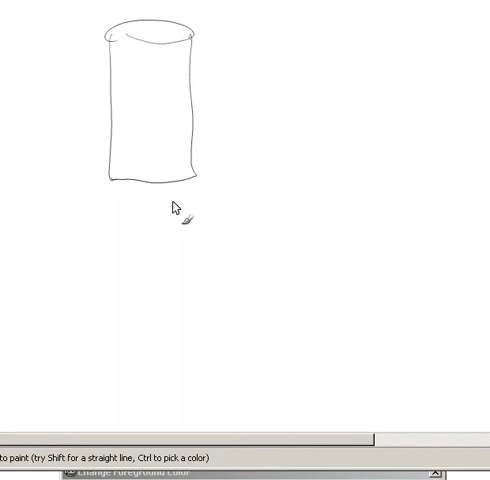 to paint (try Shift for a straight line, Ctrl to pick a color)
Change Foreground Color